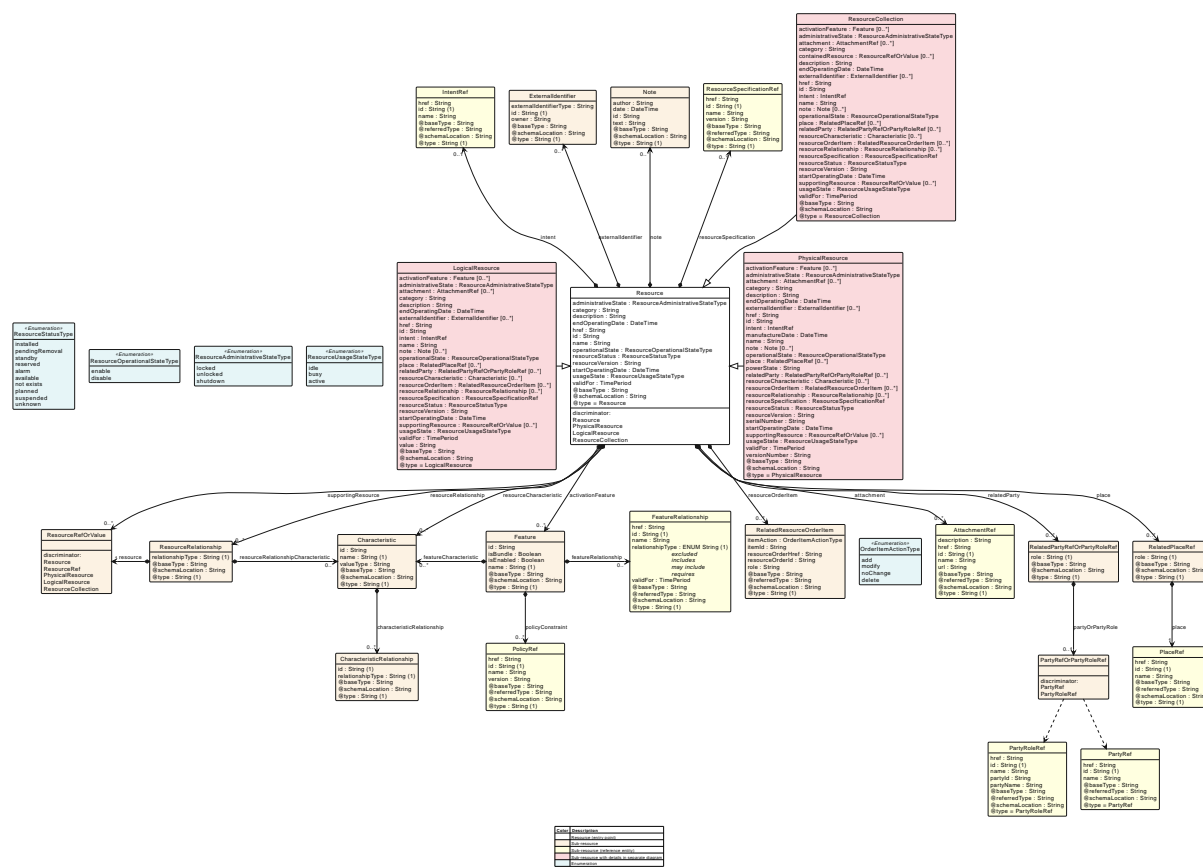 ResourceCollection
activationFeature : Feature [0..*]
administrativeState : ResourceAdministrativeStateType
attachment : AttachmentRef [0..*]
category : String
containedResource : ResourceRefOrValue [0..*]
description : String
endOperatingDate : DateTime
externalIdentifier : ExternalIdentifier [0..*]
href : String
id : String
intent : IntentRef
name : String
note : Note [0..*]
operationalState : ResourceOperationalStateType
place : RelatedPlaceRef [0..*]
relatedParty : RelatedPartyRefOrPartyRoleRef [0..*]
resourceCharacteristic : Characteristic [0..*]
resourceOrderItem : RelatedResourceOrderItem [0..*]
resourceRelationship : ResourceRelationship [0..*]
resourceSpecification : ResourceSpecificationRef
resourceStatus : ResourceStatusType
resourceVersion : String
startOperatingDate : DateTime
supportingResource : ResourceRefOrValue [0..*]
usageState : ResourceUsageStateType
validFor : TimePeriod
@baseType : String
@schemaLocation : String
@type = ResourceCollection
IntentRef
href : String
id : String (1)
name : String
@baseType : String
@referredType : String
@schemaLocation : String
@type : String (1)
ExternalIdentifier
externalIdentifierType : String
id : String (1)
owner : String
@baseType : String
@schemaLocation : String
@type : String (1)
Note
author : String
date : DateTime
id : String
text : String
@baseType : String
@schemaLocation : String
@type : String (1)
ResourceSpecificationRef
href : String
id : String (1)
name : String
version : String
@baseType : String
@referredType : String
@schemaLocation : String
@type : String (1)
intent
externalIdentifier
note
resourceSpecification
LogicalResource
activationFeature : Feature [0..*]
administrativeState : ResourceAdministrativeStateType
attachment : AttachmentRef [0..*]
category : String
description : String
endOperatingDate : DateTime
externalIdentifier : ExternalIdentifier [0..*]
href : String
id : String
intent : IntentRef
name : String
note : Note [0..*]
operationalState : ResourceOperationalStateType
place : RelatedPlaceRef [0..*]
relatedParty : RelatedPartyRefOrPartyRoleRef [0..*]
resourceCharacteristic : Characteristic [0..*]
resourceOrderItem : RelatedResourceOrderItem [0..*]
resourceRelationship : ResourceRelationship [0..*]
resourceSpecification : ResourceSpecificationRef
resourceStatus : ResourceStatusType
resourceVersion : String
startOperatingDate : DateTime
supportingResource : ResourceRefOrValue [0..*]
usageState : ResourceUsageStateType
validFor : TimePeriod
value : String
@baseType : String
@schemaLocation : String
@type = LogicalResource
Resource
administrativeState : ResourceAdministrativeStateType
category : String
description : String
endOperatingDate : DateTime
href : String
id : String
name : String
operationalState : ResourceOperationalStateType
resourceStatus : ResourceStatusType
resourceVersion : String
startOperatingDate : DateTime
usageState : ResourceUsageStateType
validFor : TimePeriod
@baseType : String
@schemaLocation : String
@type = Resource
discriminator:
Resource
PhysicalResource
LogicalResource
ResourceCollection
PhysicalResource
activationFeature : Feature [0..*]
administrativeState : ResourceAdministrativeStateType
attachment : AttachmentRef [0..*]
category : String
description : String
endOperatingDate : DateTime
externalIdentifier : ExternalIdentifier [0..*]
href : String
id : String
intent : IntentRef
manufactureDate : DateTime
name : String
note : Note [0..*]
operationalState : ResourceOperationalStateType
place : RelatedPlaceRef [0..*]
powerState : String
relatedParty : RelatedPartyRefOrPartyRoleRef [0..*]
resourceCharacteristic : Characteristic [0..*]
resourceOrderItem : RelatedResourceOrderItem [0..*]
resourceRelationship : ResourceRelationship [0..*]
resourceSpecification : ResourceSpecificationRef
resourceStatus : ResourceStatusType
resourceVersion : String
serialNumber : String
startOperatingDate : DateTime
supportingResource : ResourceRefOrValue [0..*]
usageState : ResourceUsageStateType
validFor : TimePeriod
versionNumber : String
@baseType : String
@schemaLocation : String
@type = PhysicalResource
«Enumeration»
ResourceStatusType
installed
pendingRemoval
standby
reserved
alarm
available
not exists
planned
suspended
unknown
«Enumeration»
ResourceOperationalStateType
enable
disable
«Enumeration»
ResourceAdministrativeStateType
locked
unlocked
shutdown
«Enumeration»
ResourceUsageStateType
idle
busy
active
supportingResource
resourceRelationship
resourceCharacteristic
activationFeature
resourceOrderItem
attachment
relatedParty
place
ResourceRefOrValue
discriminator:
Resource
ResourceRef
PhysicalResource
LogicalResource
ResourceCollection
resource
ResourceRelationship
relationshipType : String (1)
@baseType : String
@schemaLocation : String
@type : String (1)
resourceRelationshipCharacteristic
Characteristic
id : String
name : String (1)
valueType : String
@baseType : String
@schemaLocation : String
@type : String (1)
featureCharacteristic
Feature
id : String
isBundle : Boolean
isEnabled : Boolean
name : String (1)
@baseType : String
@schemaLocation : String
@type : String (1)
featureRelationship
FeatureRelationship
href : String
id : String (1)
name : String
relationshipType : ENUM String (1)
excluded
includes
may include
requires
validFor : TimePeriod
@baseType : String
@referredType : String
@schemaLocation : String
@type : String (1)
RelatedResourceOrderItem
itemAction : OrderItemActionType
itemId : String
resourceOrderHref : String
resourceOrderId : String
role : String
@baseType : String
@referredType : String
@schemaLocation : String
@type : String (1)
«Enumeration»
OrderItemActionType
add
modify
noChange
delete
AttachmentRef
description : String
href : String
id : String (1)
name : String
url : String
@baseType : String
@referredType : String
@schemaLocation : String
@type : String (1)
RelatedPartyRefOrPartyRoleRef
role : String (1)
@baseType : String
@schemaLocation : String
@type : String (1)
RelatedPlaceRef
role : String (1)
@baseType : String
@schemaLocation : String
@type : String (1)
characteristicRelationship
CharacteristicRelationship
id : String (1)
relationshipType : String (1)
@baseType : String
@schemaLocation : String
@type : String (1)
policyConstraint
PolicyRef
href : String
id : String (1)
name : String
version : String
@baseType : String
@referredType : String
@schemaLocation : String
@type : String (1)
partyOrPartyRole
PartyRefOrPartyRoleRef
discriminator:
PartyRef
PartyRoleRef
place
PlaceRef
href : String
id : String (1)
name : String
@baseType : String
@referredType : String
@schemaLocation : String
@type : String (1)
PartyRoleRef
href : String
id : String (1)
name : String
partyId : String
partyName : String
@baseType : String
@referredType : String
@schemaLocation : String
@type = PartyRoleRef
PartyRef
href : String
id : String (1)
name : String
@baseType : String
@referredType : String
@schemaLocation : String
@type = PartyRef
Color Description
Resource (entry point)
Sub-resource
Sub-resource (reference entity)
Sub-resource with details in separate diagram
Enumeration